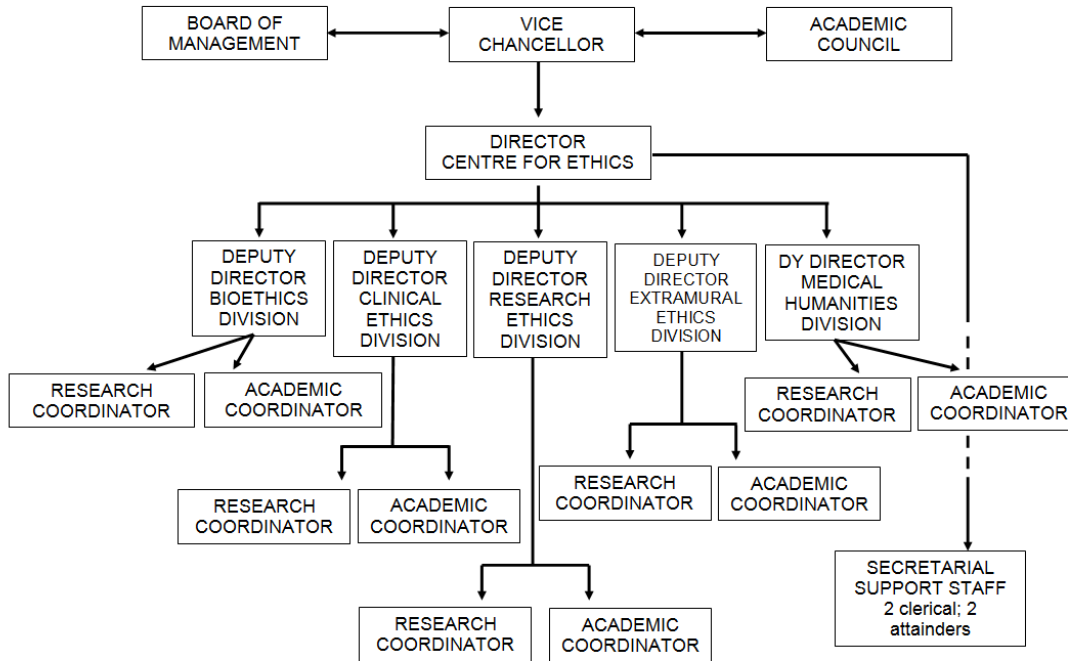 BOARD OF
MANAGEMENT
VICE
CHANCELLOR
ACADEMIC
COUNCIL
DIRECTOR
CENTRE FOR ETHICS
DEPUTY
DIRECTOR
BIOETHICS
DIVISION
DEPUTY
DIRECTOR
CLINICAL
ETHICS
DIVISION
DEPUTY
DIRECTOR
RESEARCH
ETHICS
DIVISION
DEPUTY
DIRECTOR
EXTRAMURAL
ETHICS
DIVISION
DY DIRECTOR
MEDICAL
HUMANITIES
DIVISION
RESEARCH
COORDINATOR
ACADEMIC
COORDINATOR
RESEARCH
COORDINATOR
ACADEMIC
COORDINATOR
RESEARCH
COORDINATOR
ACADEMIC
COORDINATOR
RESEARCH
COORDINATOR
ACADEMIC
COORDINATOR
RESEARCH
COORDINATOR
ACADEMIC
COORDINATOR
SECRETARIAL
SUPPORT STAFF
2 clerical; 2
attainders